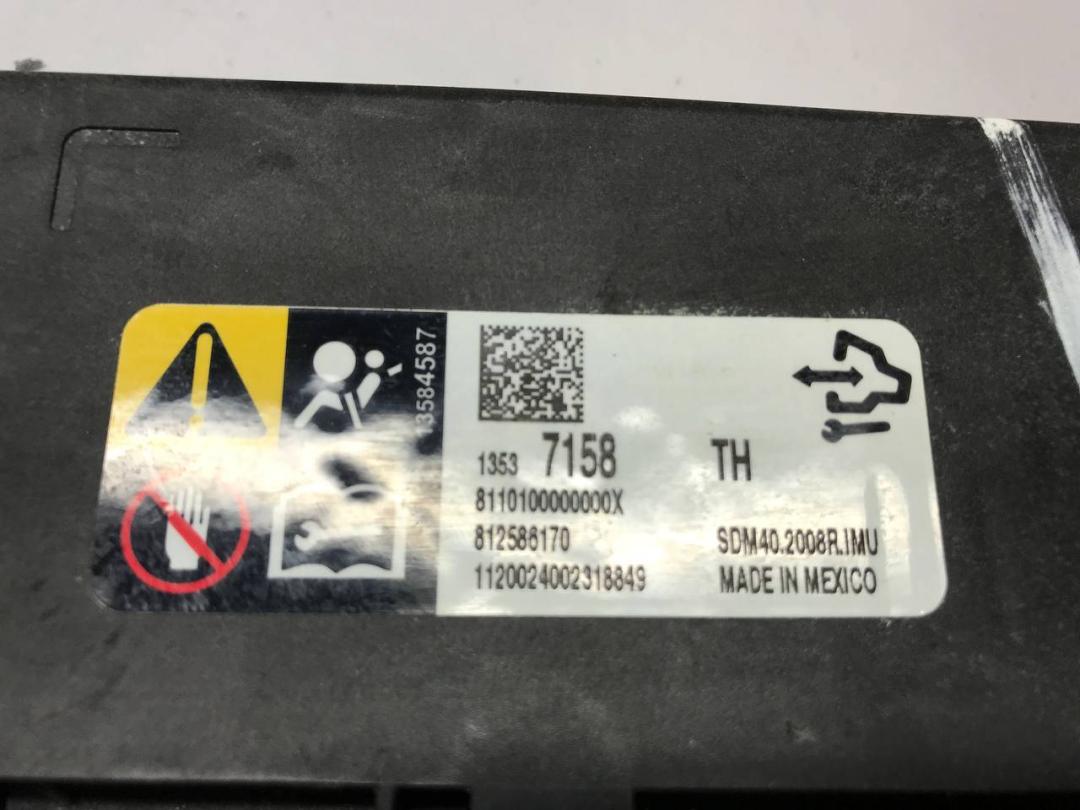 13584587
1353 7158 TH
8110100000000X
812586170 SDM40.2008R.IMU
1120024002318849 MADE IN MEXICO